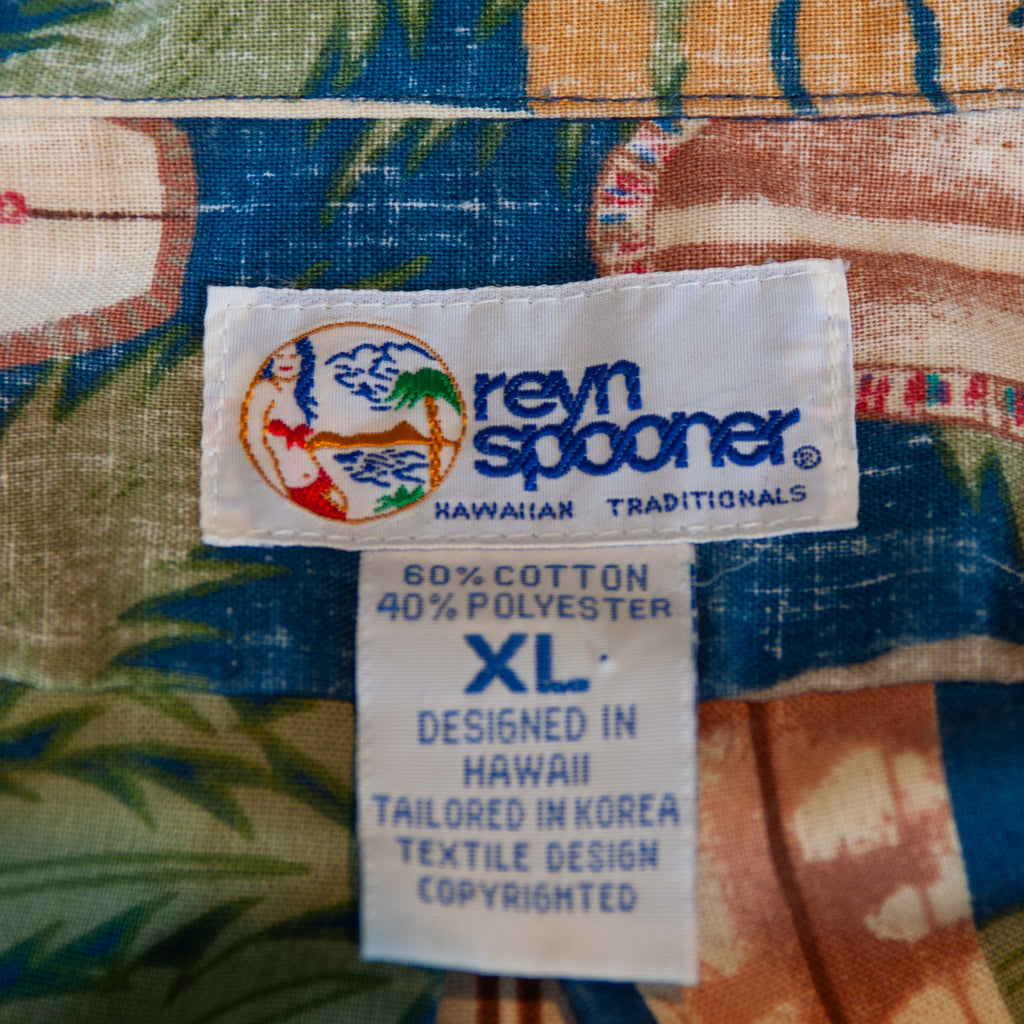 reyn
spooner®
HAWAIIAN TRADITIONALS
60% COTTON
40% POLYESTER
XL
DESIGNED IN
HAWAII
TAILORED IN KOREA
TEXTILE DESIGN
COPYRIGHTED